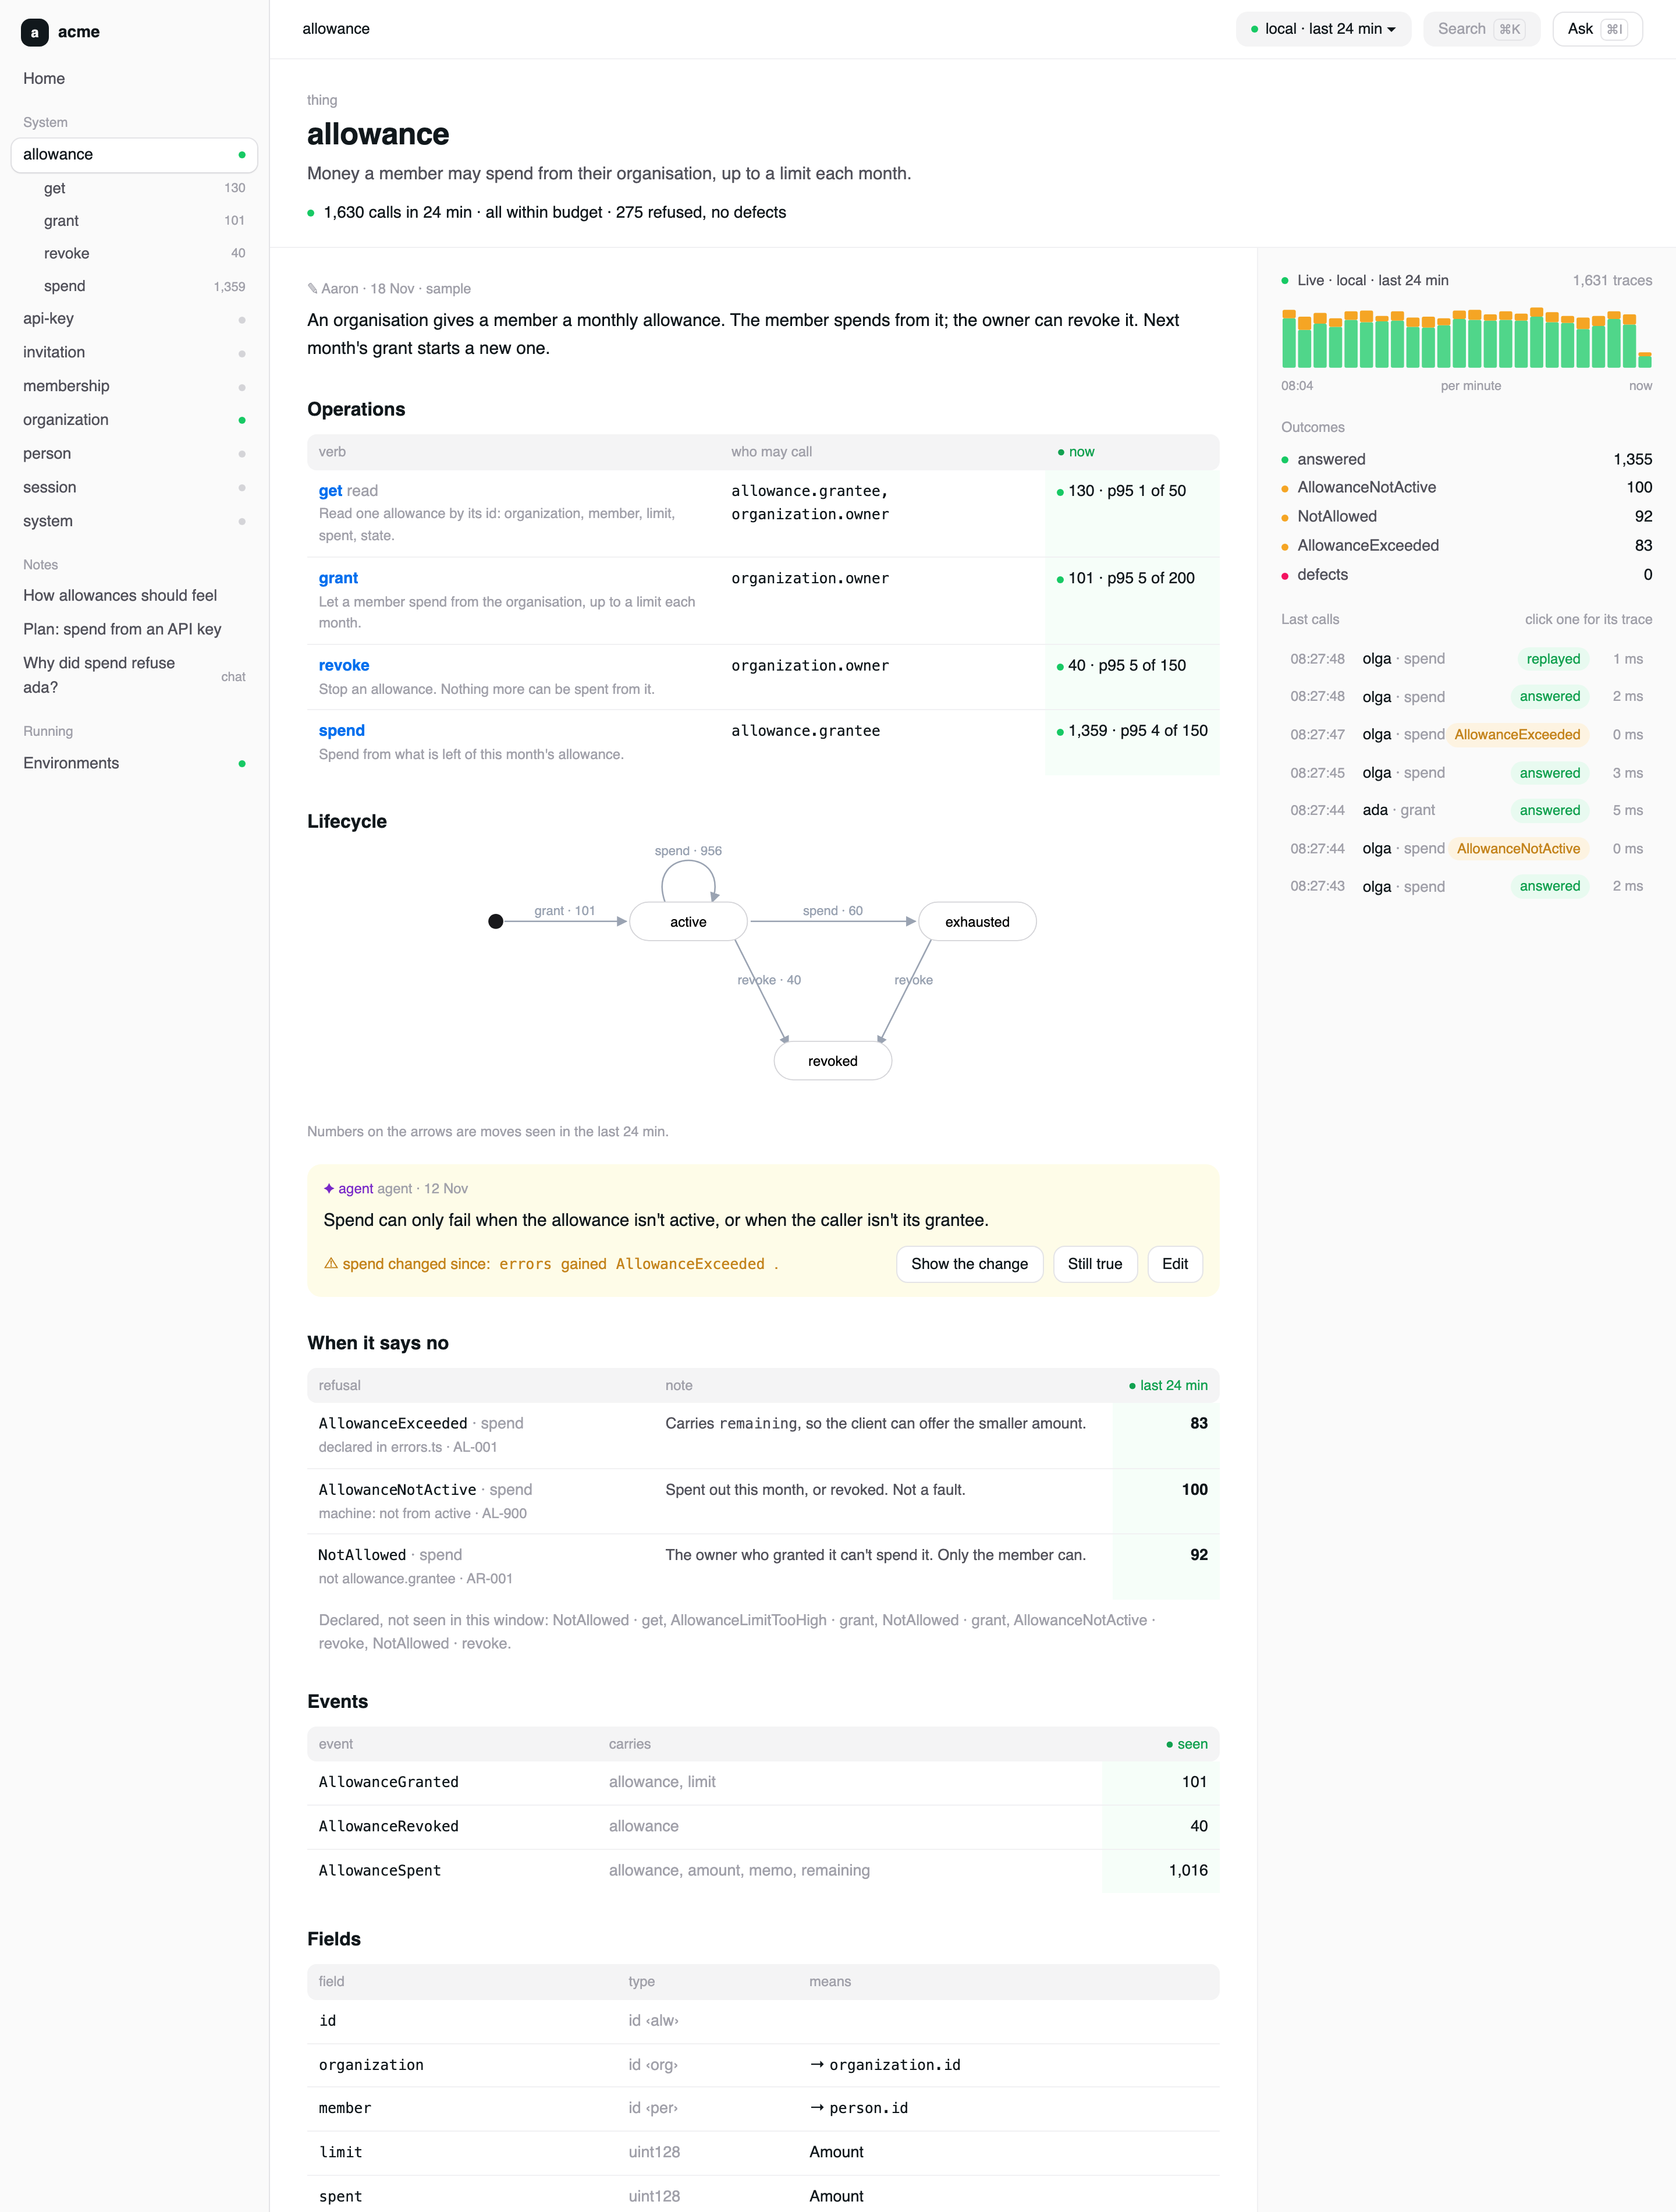 a acme
Home
System
allowance
get 130
grant 101
revoke 40
spend 1,359
api-key
invitation
membership
organization
person
session
system
Notes
How allowances should feel
Plan: spend from an API key
Why did spend refuse
ada?
chat
Running
Environments
allowance
local · last 24 min
Search ⌘K
Ask ⌘I
thing
allowance
Money a member may spend from their organisation, up to a limit each month.
1,630 calls in 24 min · all within budget · 275 refused, no defects
✎ Aaron · 18 Nov · sample
An organisation gives a member a monthly allowance. The member spends from it; the owner can revoke it. Next
month's grant starts a new one.
Operations
verb who may call now
get read allowance.grantee, 130 · p95 1 of 50
organization.owner
Read one allowance by its id: organization, member, limit,
spent, state.
grant organization.owner 101 · p95 5 of 200
Let a member spend from the organisation, up to a limit each
month.
revoke organization.owner 40 · p95 5 of 150
Stop an allowance. Nothing more can be spent from it.
spend allowance.grantee 1,359 · p95 4 of 150
Spend from what is left of this month's allowance.
Lifecycle
spend · 956
grant · 101
active
spend · 60
exhausted
revoke · 40
revoke
revoked
Numbers on the arrows are moves seen in the last 24 min.
✦ agent agent · 12 Nov
Spend can only fail when the allowance isn't active, or when the caller isn't its grantee.
⚠ spend changed since: errors gained AllowanceExceeded .
Show the change
Still true
Edit
When it says no
refusal note last 24 min
AllowanceExceeded · spend Carries remaining, so the client can offer the smaller amount. 83
declared in errors.ts · AL-001
AllowanceNotActive · spend Spent out this month, or revoked. Not a fault. 100
machine: not from active · AL-900
NotAllowed · spend The owner who granted it can't spend it. Only the member can. 92
not allowance.grantee · AR-001
Declared, not seen in this window: NotAllowed · get, AllowanceLimitTooHigh · grant, NotAllowed · grant, AllowanceNotActive ·
revoke, NotAllowed · revoke.
Events
event carries seen
AllowanceGranted allowance, limit 101
AllowanceRevoked allowance 40
AllowanceSpent allowance, amount, memo, remaining 1,016
Fields
field type means
id id ‹alw›
organization id ‹org› → organization.id
member id ‹per› → person.id
limit uint128 Amount
spent uint128 Amount
Live · local · last 24 min 1,631 traces
08:04 per minute now
Outcomes
answered 1,355
AllowanceNotActive 100
NotAllowed 92
AllowanceExceeded 83
defects 0
Last calls click one for its trace
08:27:48 olga · spend replayed 1 ms
08:27:48 olga · spend answered 2 ms
08:27:47 olga · spend AllowanceExceeded 0 ms
08:27:45 olga · spend answered 3 ms
08:27:44 ada · grant answered 5 ms
08:27:44 olga · spend AllowanceNotActive 0 ms
08:27:43 olga · spend answered 2 ms